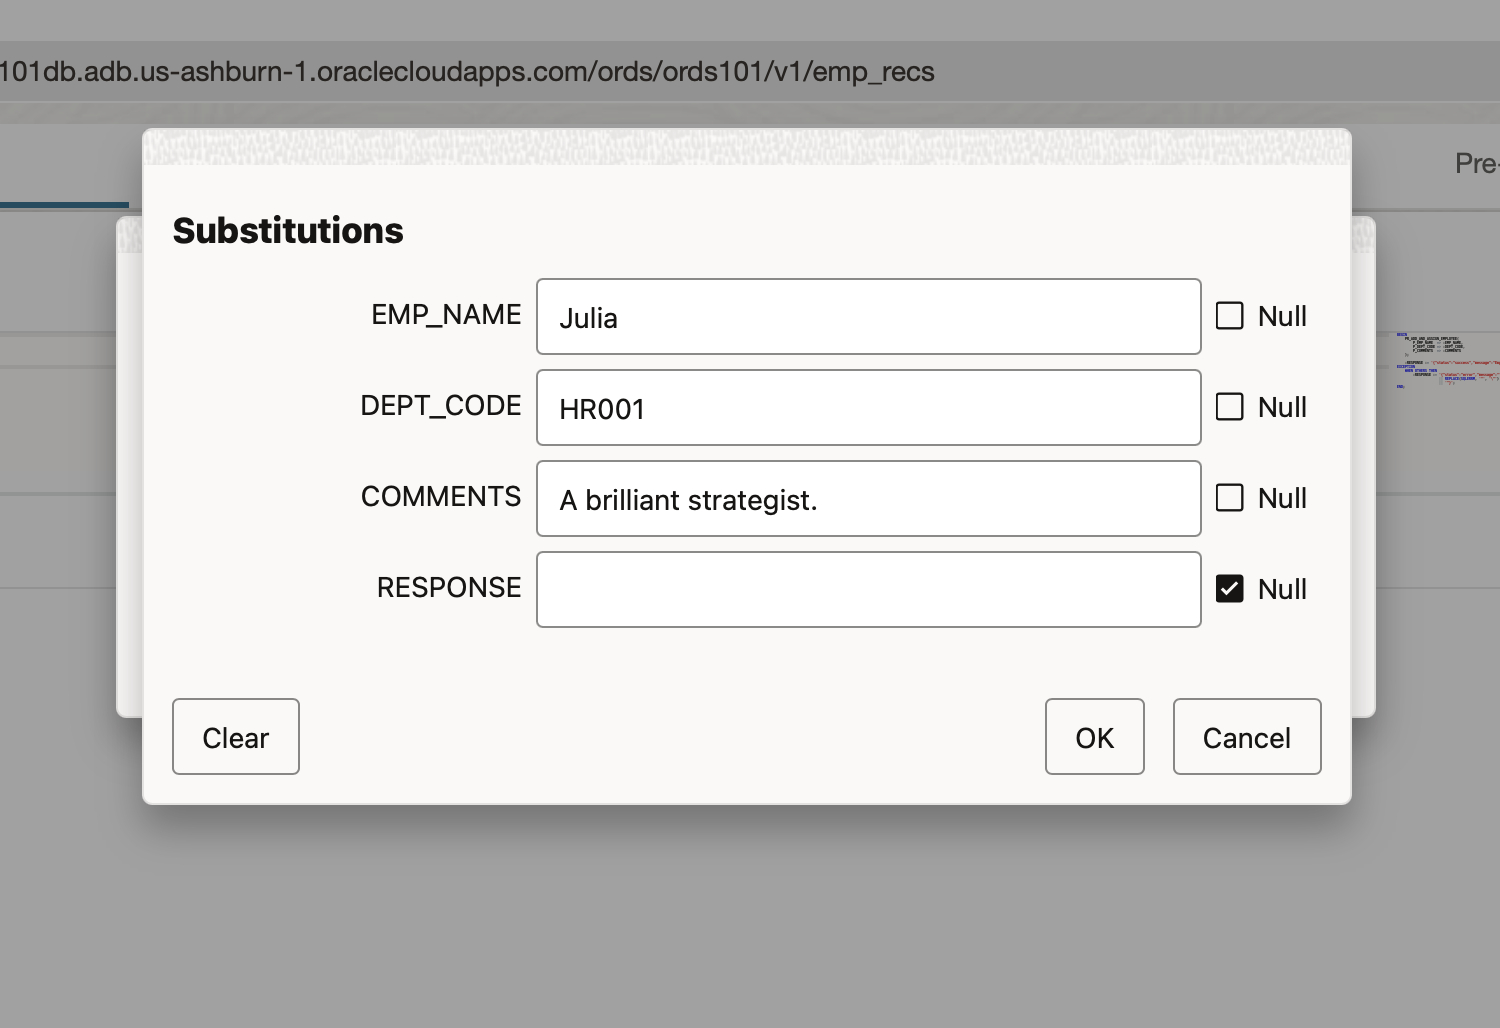 101db.adb.us-ashburn-1.oraclecloudapps.com/ords/ords101/v1/emp_recs
Pre-
Substitutions
EMP_NAME Julia Null
DEPT_CODE HR001 Null
COMMENTS A brilliant strategist. Null
RESPONSE Null
Clear OK Cancel